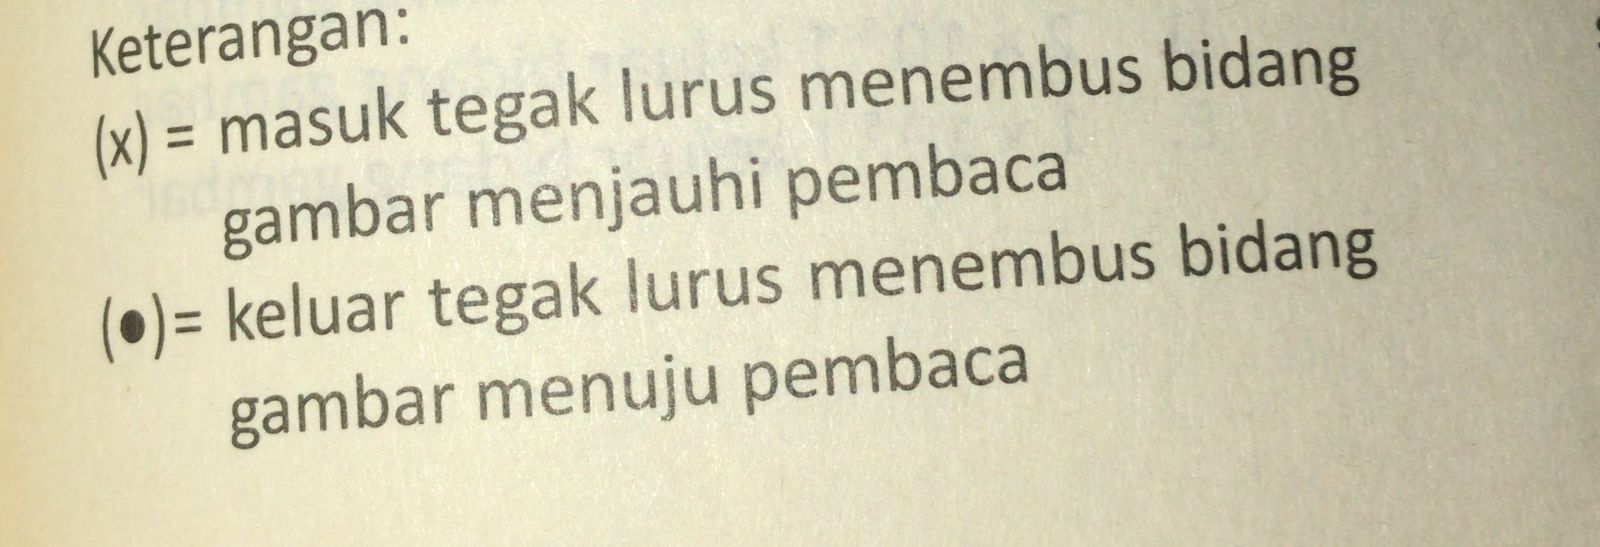 Keterangan:
(x) = masuk tegak lurus menembus bidang
gambar menjauhi pembaca
(●)= keluar tegak lurus menembus bidang
gambar menuju pembaca